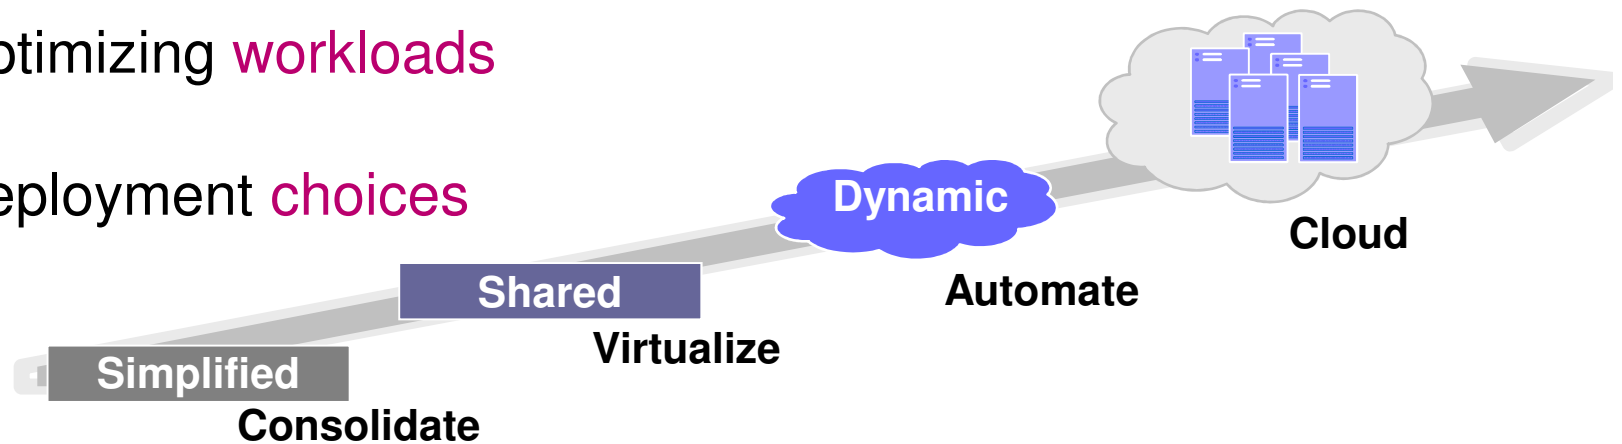 ptimizing workloads
eployment choices
Dynamic
Cloud
Automate
Shared
Virtualize
Simplified
Consolidate